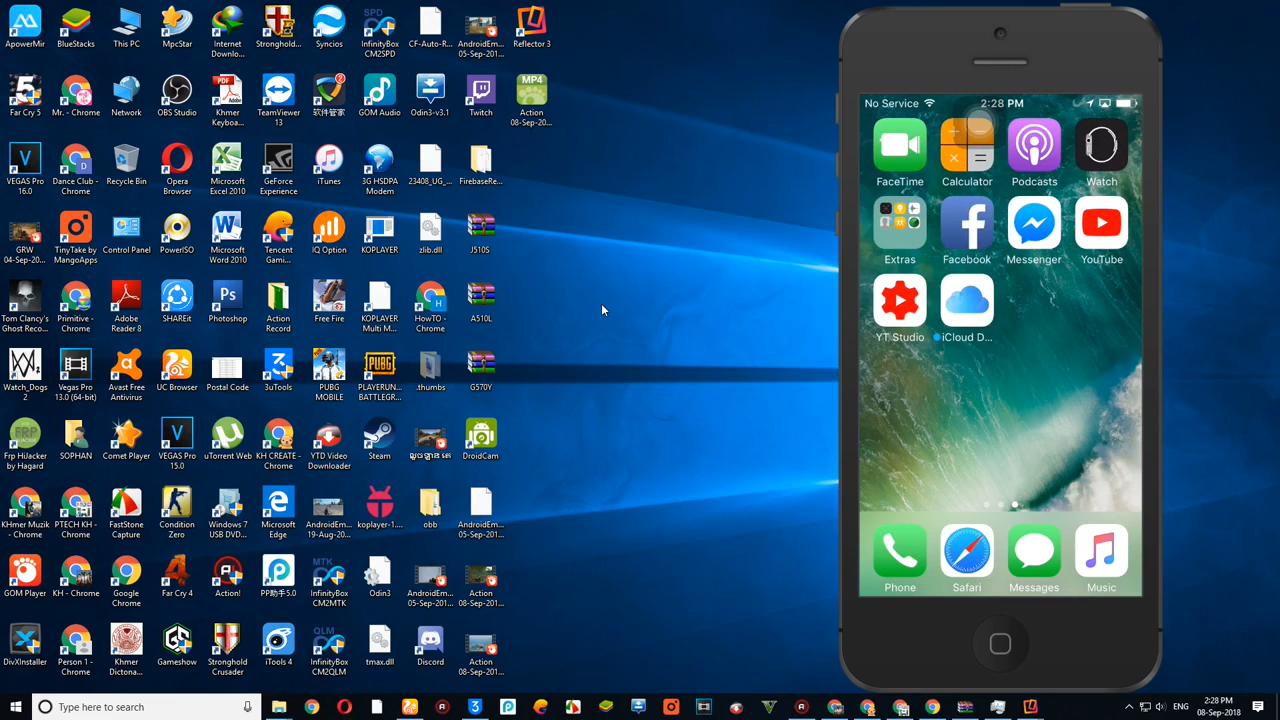 ApowerMir
BlueStacks
This PC
MpcStar
Internet
Downlo...
Stronghold...
Syncios
InfinityBox
CM2SPD
CF-Auto-R...
AndroidEm...
05-Sep-201...
Reflector 3
Far Cry 5
Mr. - Chrome
Network
OBS Studio
Khmer
Keyboa...
TeamViewer
13
软件管家
GOM Audio
Odin3-v3.1
Twitch
Action
08-Sep-20...
VEGAS Pro
16.0
Dance Club -
Chrome
Recycle Bin
Opera
Browser
Microsoft
Excel 2010
GeForce
Experience
iTunes
3G HSDPA
Modem
23408_UG_...
FirebaseRe...
GRW
04-Sep-20...
TinyTake by
MangoApps
Control Panel
PowerISO
Microsoft
Word 2010
Tencent
Gami...
IQ Option
KOPLAYER
zlib.dll
J510S
Tom Clancy's
Ghost Reco...
Primitive -
Chrome
Adobe
Reader 8
SHAREit
Photoshop
Action
Record
Free Fire
KOPLAYER
Multi M...
HowTO -
Chrome
A510L
Watch_Dogs
2
Vegas Pro
13.0 (64-bit)
Avast Free
Antivirus
UC Browser
Postal Code
3uTools
PUBG
MOBILE
PLAYERUN...
BATTLEGR...
.thumbs
G570Y
Frp HiJacker
by Hagard
SOPHAN
Comet Player
VEGAS Pro
15.0
uTorrent Web
KH CREATE -
Chrome
YTD Video
Downloader
Steam
DroidCam
KHmer Muzik
- Chrome
PTECH KH -
Chrome
FastStone
Capture
Condition
Zero
Windows 7
USB DVD...
Microsoft
Edge
AndroidEm...
19-Aug-20...
koplayer-1....
obb
AndroidEm...
05-Sep-201...
GOM Player
KH - Chrome
Google
Chrome
Far Cry 4
Action!
PP助手5.0
InfinityBox
CM2MTK
Odin3
AndroidEm...
05-Sep-201...
Action
08-Sep-201...
DivXInstaller
Person 1 -
Chrome
Khmer
Dictona...
Gameshow
Stronghold
Crusader
iTools 4
InfinityBox
CM2QLM
tmax.dll
Discord
Action
08-Sep-201...
No Service
2:28 PM
FaceTime
Calculator
Podcasts
Watch
Extras
Facebook
Messenger
YouTube
YT Studio
iCloud D...
Phone
Safari
Messages
Music
Type here to search
ENG
2:28 PM
08-Sep-2018